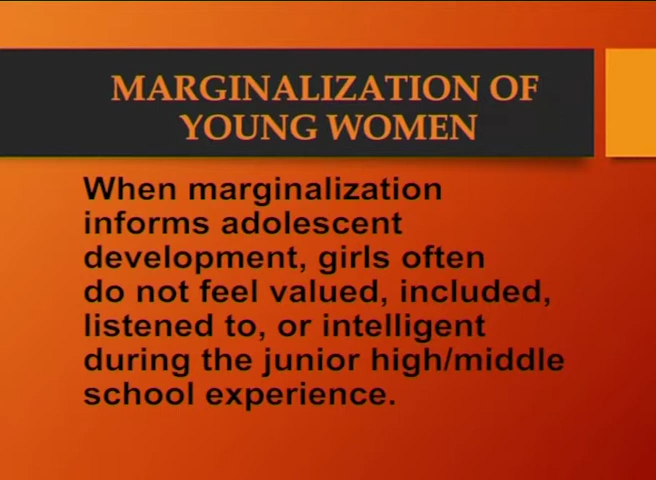 MARGINALIZATION OF
YOUNG WOMEN
When marginalization
informs adolescent
development, girls often
do not feel valued, included,
listened to, or intelligent
during the junior high/middle
school experience.